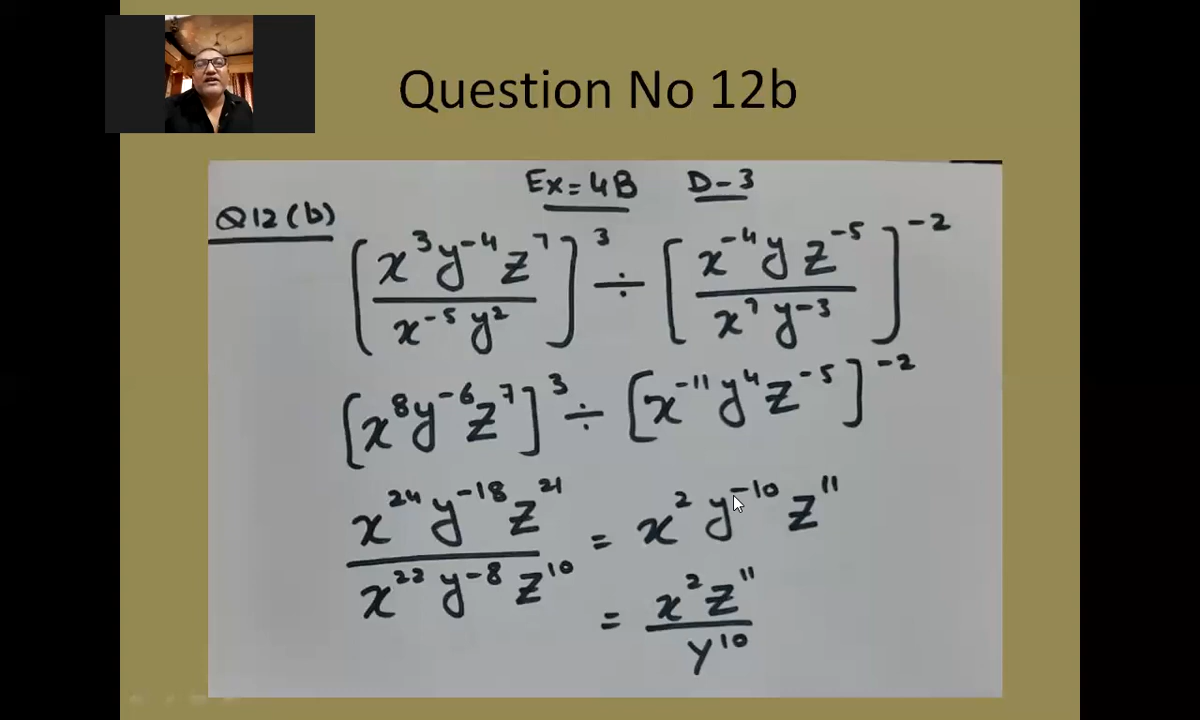 Question No 12b
Ex=4B D-3
Q12(b)
[x³y⁻⁴z⁷ / x⁻⁵y²]³ ÷ [x⁻⁴yz⁻⁵ / x⁷y⁻³]⁻²
[x⁸y⁻⁶z⁷]³ ÷ [x⁻¹¹y⁴z⁻⁵]⁻²
x²⁴y⁻¹⁸z²¹ / x²²y⁻⁸z¹⁰ = x²y⁻¹⁰z¹¹
= x²z¹¹ / y¹⁰